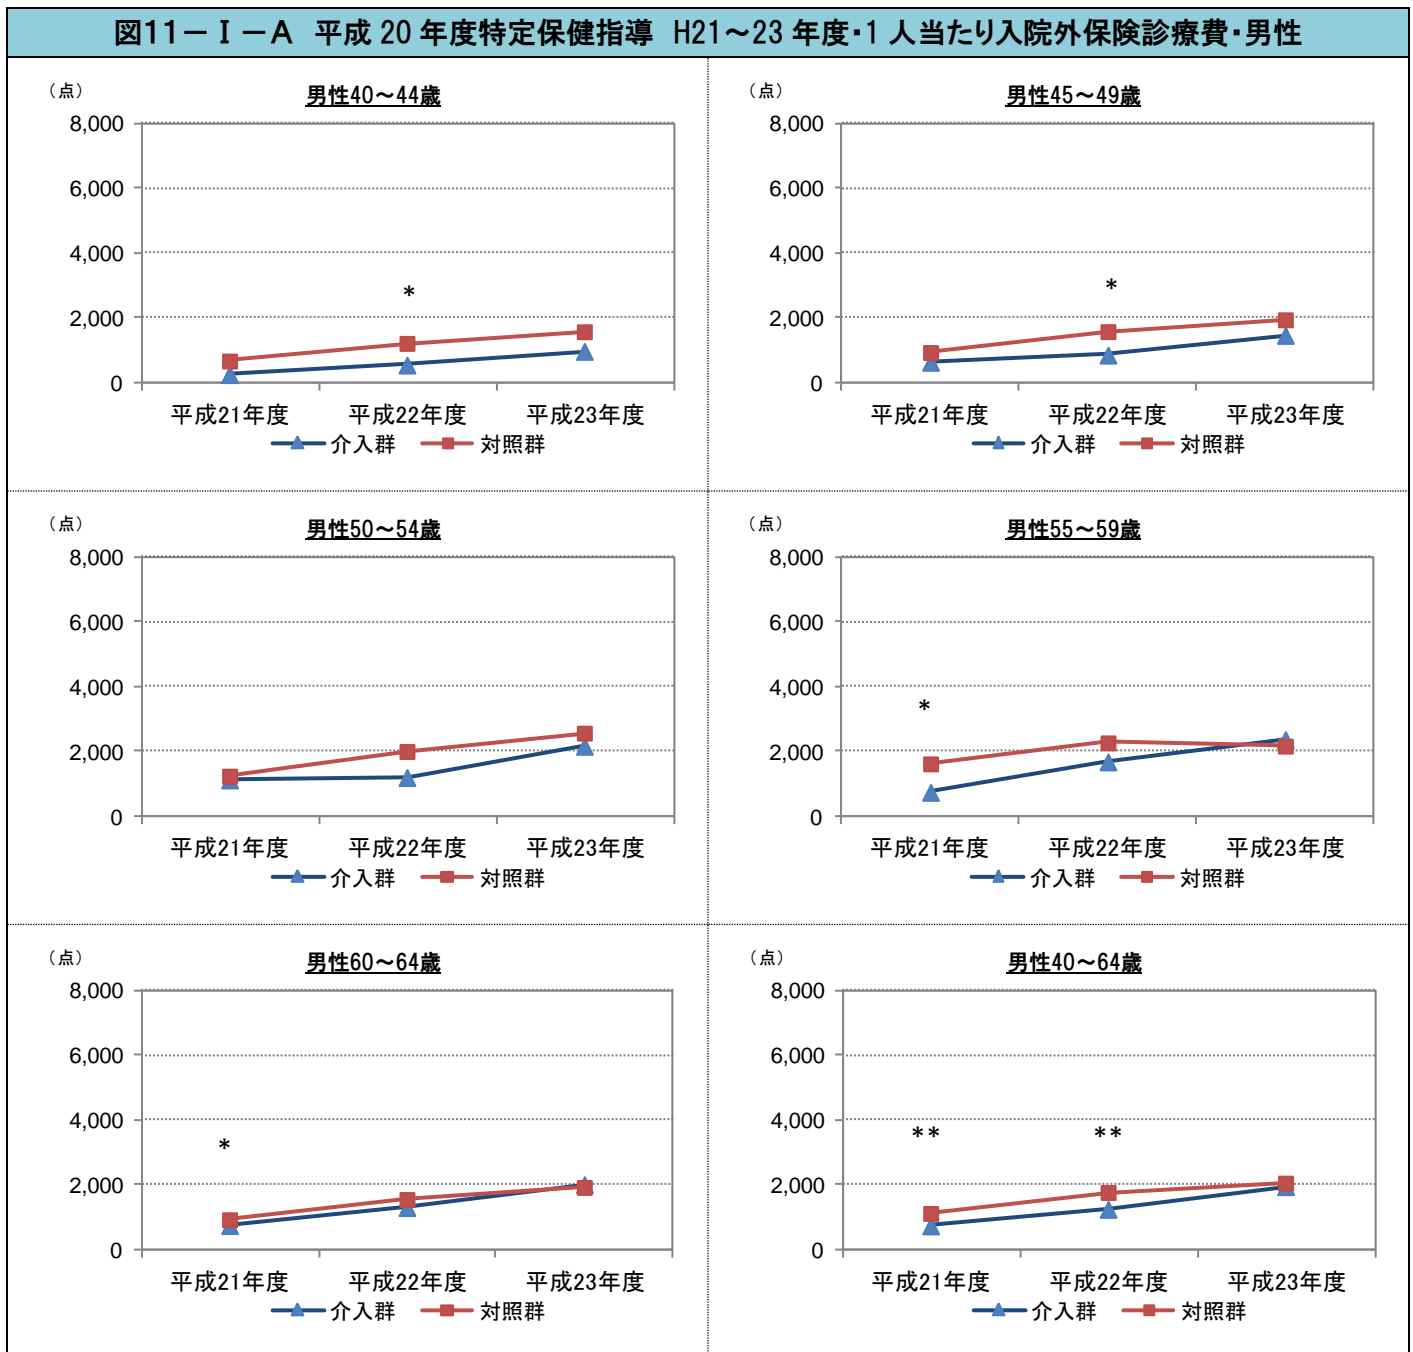 図11－Ⅰ－A 平成 20 年度特定保健指導 H21～23 年度・1 人当たり入院外保険診療費・男性
（点）
男性40～44歳
8,000
6,000
4,000
*
2,000
0
平成21年度 平成22年度 平成23年度
介入群 対照群
（点）
男性45～49歳
8,000
6,000
4,000
*
2,000
0
平成21年度 平成22年度 平成23年度
介入群 対照群
（点）
男性50～54歳
8,000
6,000
4,000
2,000
0
平成21年度 平成22年度 平成23年度
介入群 対照群
（点）
男性55～59歳
8,000
6,000
4,000
*
2,000
0
平成21年度 平成22年度 平成23年度
介入群 対照群
（点）
男性60～64歳
8,000
6,000
4,000
*
2,000
0
平成21年度 平成22年度 平成23年度
介入群 対照群
（点）
男性40～64歳
8,000
6,000
4,000
** **
2,000
0
平成21年度 平成22年度 平成23年度
介入群 対照群